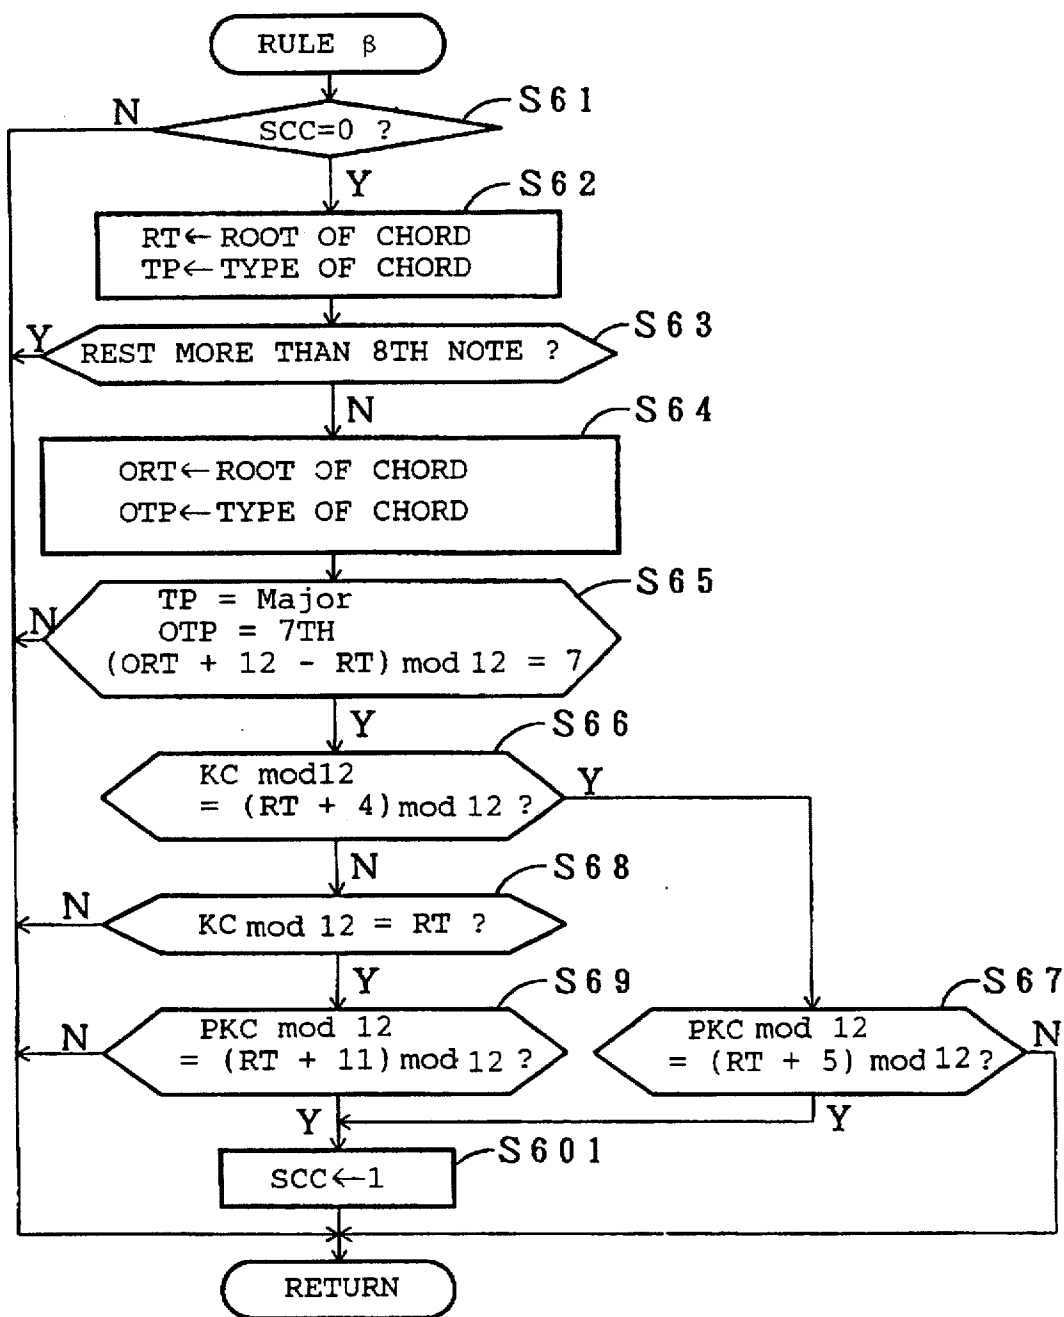 RULE β
S61
N
SCC=0 ?
Y
S62
RT←ROOT OF CHORD
TP←TYPE OF CHORD
S63
Y
REST MORE THAN 8TH NOTE ?
N
S64
ORT←ROOT OF CHORD
OTP←TYPE OF CHORD
S65
N
TP = Major
OTP = 7TH
(ORT + 12 - RT) mod 12 = 7
Y
S66
KC mod12
= (RT + 4) mod 12 ?
Y
N
S68
N
KC mod 12 = RT ?
Y
S69
N
PKC mod 12
= (RT + 11) mod 12 ?
S67
PKC mod 12
= (RT + 5) mod 12 ?
N
Y
Y
S601
SCC←1
RETURN